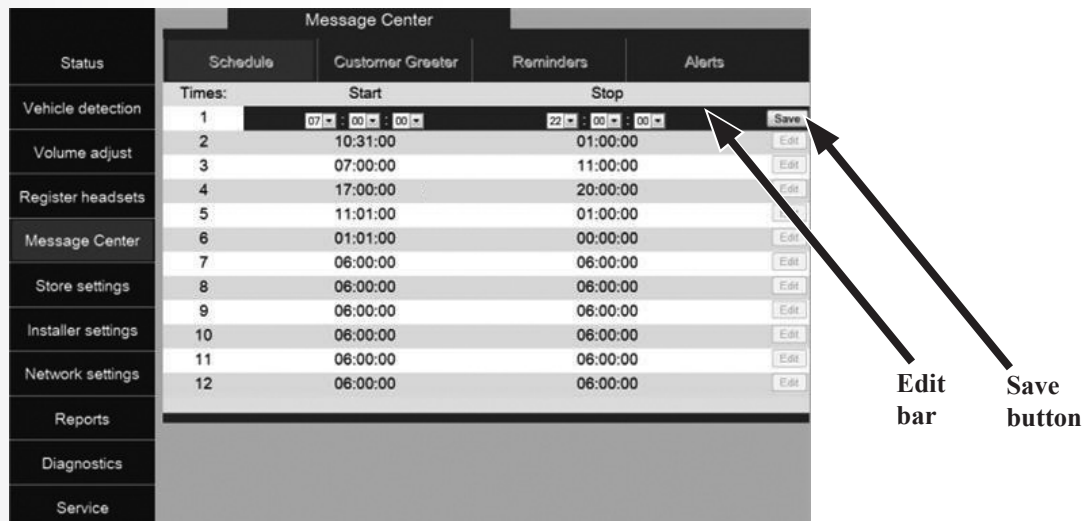 Message Center
Status
Schedule Customer Greeter Reminders Alerts
Times: Start Stop
Vehicle detection
1 07 : 00 : 00 22 : 00 : 00 Save
2 10:31:00 01:00:00 Edit
Volume adjust
3 07:00:00 11:00:00 Edit
4 17:00:00 20:00:00 Edit
Register headsets
5 11:01:00 01:00:00
Message Center
6 01:01:00 00:00:00 Edit
7 06:00:00 06:00:00 Edit
Store settings
8 06:00:00 06:00:00 Edit
9 06:00:00 06:00:00 Edit
Installer settings
10 06:00:00 06:00:00 Edit
11 06:00:00 06:00:00 Edit
Network settings
12 06:00:00 06:00:00 Edit
Reports
Diagnostics
Service
Edit
bar
Save
button